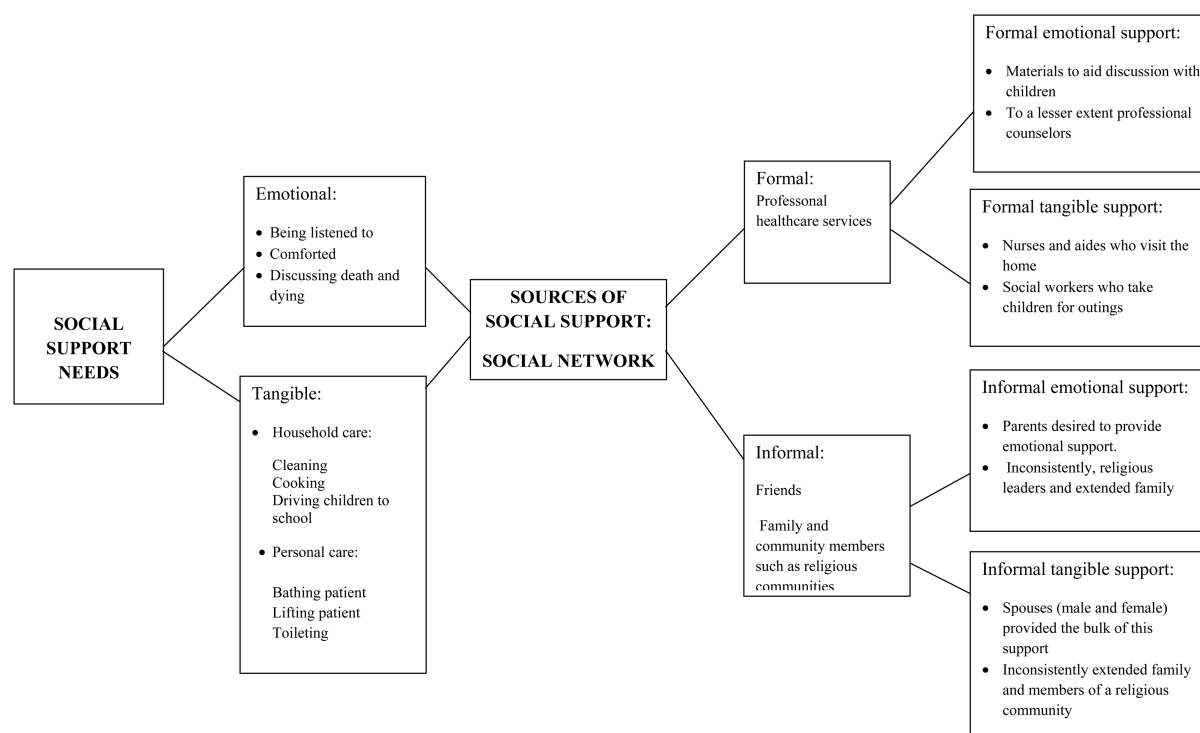 SOCIAL
SUPPORT
NEEDS
Emotional:
• Being listened to
• Comforted
• Discussing death and
dying
Tangible:
• Household care:
Cleaning
Cooking
Driving children to
school
• Personal care:
Bathing patient
Lifting patient
Toileting
SOURCES OF
SOCIAL SUPPORT:
SOCIAL NETWORK
Formal:
Professonal
healthcare services
Informal:
Friends
Family and
community members
such as religious
communities
Formal emotional support:
• Materials to aid discussion with
children
• To a lesser extent professional
counselors
Formal tangible support:
• Nurses and aides who visit the
home
• Social workers who take
children for outings
Informal emotional support:
• Parents desired to provide
emotional support.
• Inconsistently, religious
leaders and extended family
Informal tangible support:
• Spouses (male and female)
provided the bulk of this
support
• Inconsistently extended family
and members of a religious
community